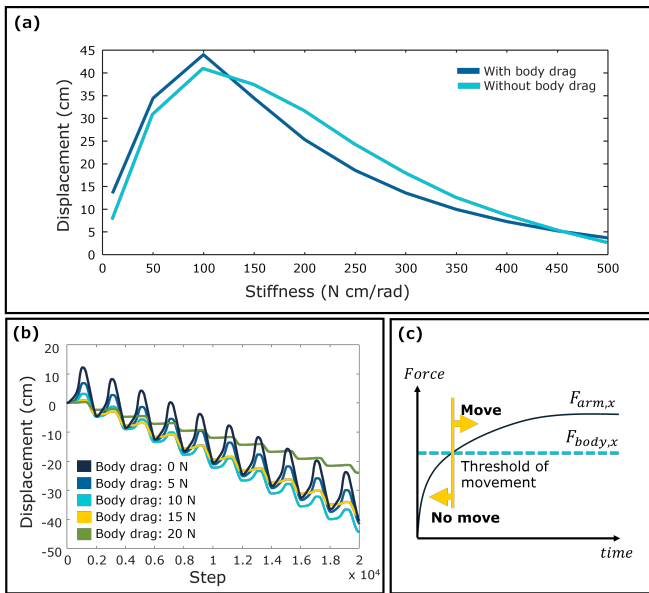 (a)
45
40
35
30
25
20
15
10
5
0
Displacement (cm)
With body drag
Without body drag
0 50 100 150 200 250 300 350 400 450 500
Stiffness (N cm/rad)
(b)
20
10
0
-10
-20
-30
-40
-50
Displacement (cm)
Body drag: 0 N
Body drag: 5 N
Body drag: 10 N
Body drag: 15 N
Body drag: 20 N
0 0.2 0.4 0.6 0.8 1 1.2 1.4 1.6 1.8 2
Step
× 10⁴
(c)
Force
F_{arm,x}
Move
F_{body,x}
Threshold of
movement
No move
time